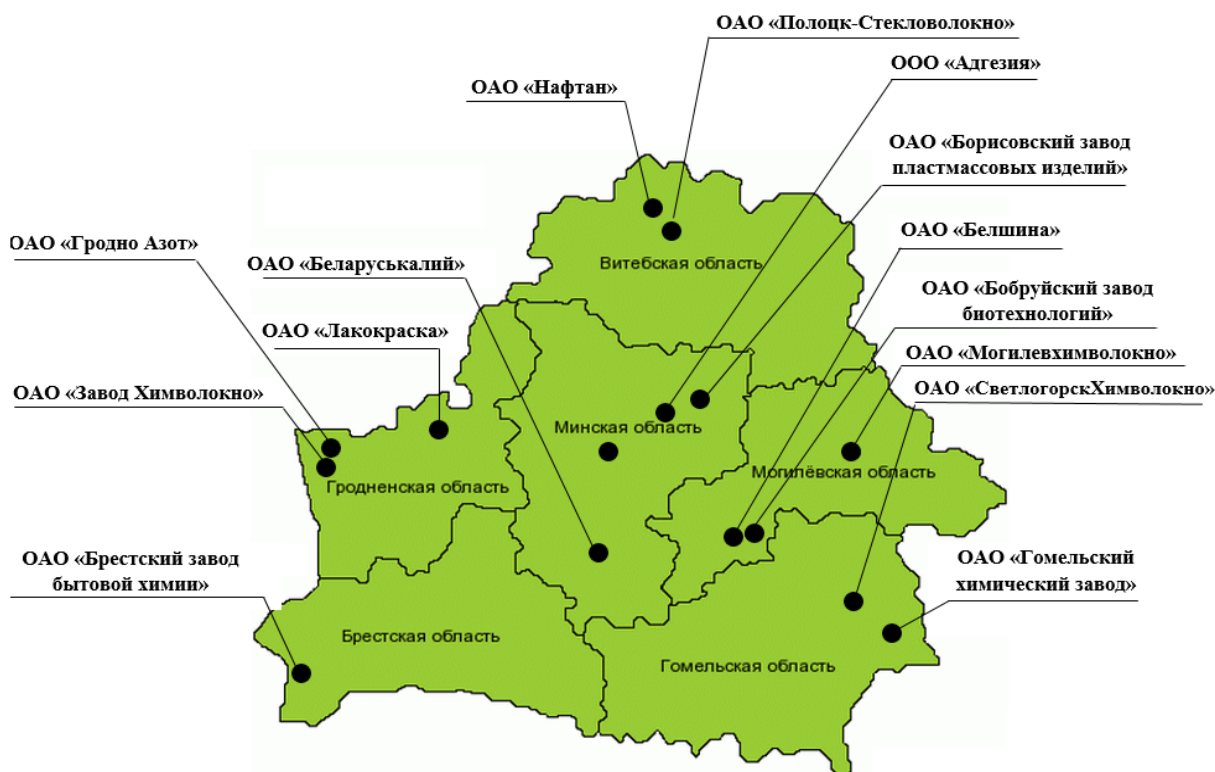 ОАО «Полоцк-Стекловолокно»
ООО «Адгезия»
ОАО «Нафтан»
ОАО «Борисовский завод
пластмассовых изделий»
ОАО «Гродно Азот»
ОАО «Беларуськалий»
Витебская область
ОАО «Белшина»
ОАО «Бобруйский завод
биотехнологий»
ОАО «Лакокраска»
ОАО «Могилевхимволокно»
ОАО «Завод Химволокно»
ОАО «СветлогорскХимволокно»
Минская область
Могилёвская область
Гродненская область
ОАО «Брестский завод
бытовой химии»
ОАО «Гомельский
химический завод»
Брестская область
Гомельская область